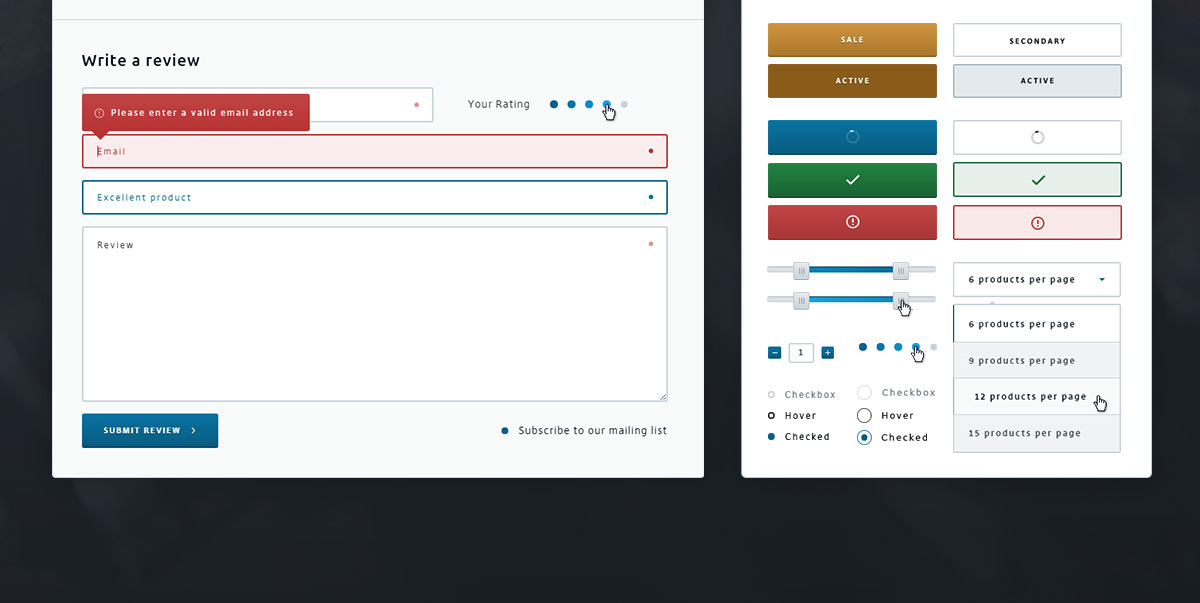 Write a review
Please enter a valid email address
Your Rating
Email
Excellent product
Review
SUBMIT REVIEW
Subscribe to our mailing list
SALE
SECONDARY
ACTIVE
ACTIVE
6 products per page
6 products per page
9 products per page
12 products per page
15 products per page
1
Checkbox
Checkbox
Hover
Hover
Checked
Checked